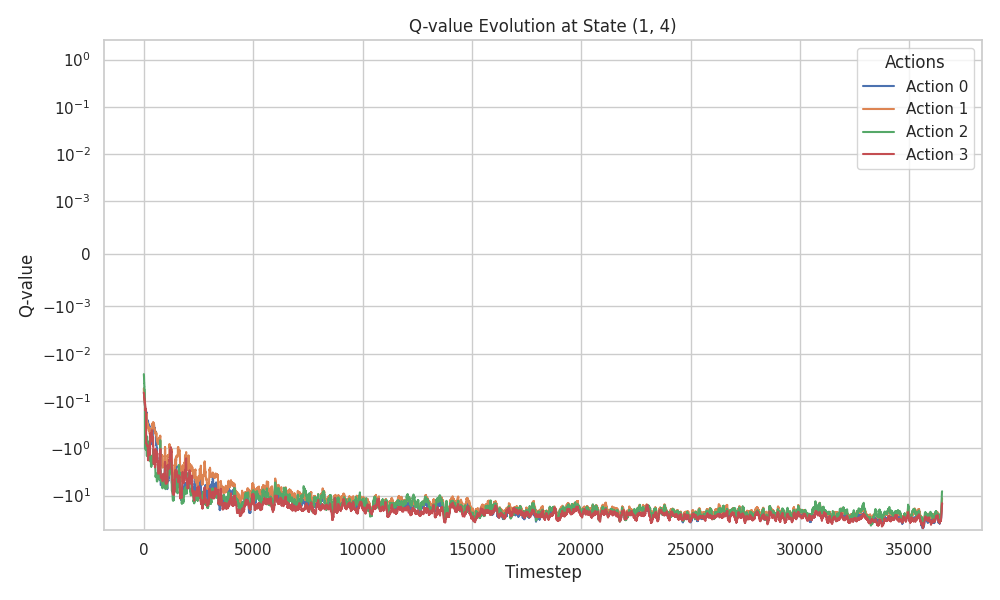 Q-value Evolution at State (1, 4)
10⁰
10⁻¹
10⁻²
10⁻³
0
−10⁻³
−10⁻²
−10⁻¹
−10⁰
−10¹
Q-value
Actions
Action 0
Action 1
Action 2
Action 3
0 5000 10000 15000 20000 25000 30000 35000
Timestep